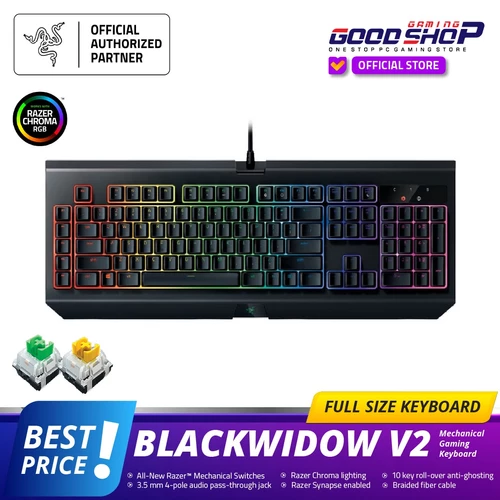 OFFICIAL
AUTHORIZED
PARTNER
GAMING
GOODSHOP
ONE STOP PC GAMING STORE
OFFICIAL STORE
RAZER
CHROMA
RGB
FULL SIZE KEYBOARD
BEST
PRICE!
BLACKWIDOW V2
Mechanical
Gaming
Keyboard
All-New Razer™ Mechanical Switches
3.5 mm 4-pole audio pass-through jack
Razer Chroma lighting
Razer Synapse enabled
10 key roll-over anti-ghosting
Braided fiber cable